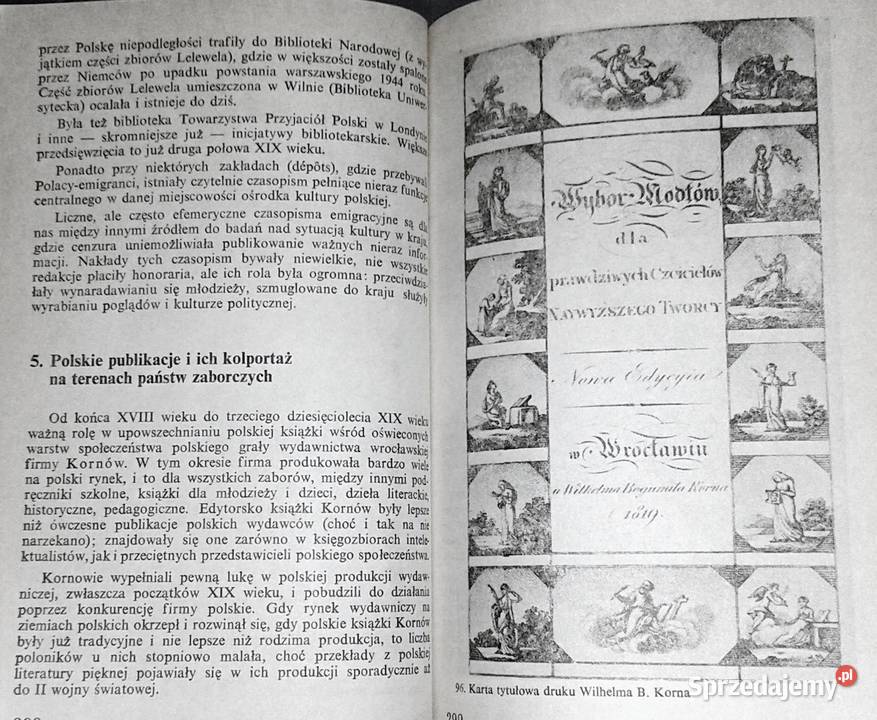 przez Polskę niepodległości trafiły do Biblioteki Narodowej (z wy-
jątkiem części zbiorów Lelewela), gdzie w większości zostały spalone
przez Niemców po upadku powstania warszawskiego 1944 roku.
Część zbiorów Lelewela umieszczona w Wilnie (Biblioteka Uniwer-
sytecka) ocalała i istnieje do dziś.
Była też biblioteka Towarzystwa Przyjaciół Polski w Londynie
i inne — skromniejsze już — inicjatywy bibliotekarskie. Większe
przedsięwzięcia to już druga połowa XIX wieku.
Ponadto przy niektórych zakładach (dépôts), gdzie przebywali
Polacy-emigranci, istniały czytelnie czasopism pełniące nieraz funkcje
centralnego w danej miejscowości ośrodka kultury polskiej.
Liczne, ale często efemeryczne czasopisma emigracyjne są dla
nas między innymi źródłem do badań nad sytuacją kultury w kraju,
gdzie cenzura uniemożliwiała publikowanie ważnych nieraz infor-
macji. Nakłady tych czasopism bywały niewielkie, nie wszystkie
redakcje płaciły honoraria, ale ich rola była ogromna: przeciwdzia-
łały wynaradawianiu się młodzieży, szmuglowane do kraju służyły
wyrabianiu poglądów i kulturze politycznej.
5. Polskie publikacje i ich kolportaż
na terenach państw zaborczych
Od końca XVIII wieku do trzeciego dziesięciolecia XIX wieku
ważną rolę w upowszechnianiu polskiej książki wśród oświeconych
warstw społeczeństwa polskiego grały wydawnictwa wrocławskiej
firmy Kornów. W tym okresie firma produkowała bardzo wiele
na polski rynek, i to dla wszystkich zaborów, między innymi pod-
ręczniki szkolne, książki dla młodzieży i dzieci, dzieła literackie,
historyczne, pedagogiczne. Edytorsko książki Kornów były lepsze
niż ówczesne publikacje polskich wydawców (choć i tak na nie
narzekano); znajdowały się one zarówno w księgozbiorach intele-
ktualistów, jak i przeciętnych przedstawicieli polskiego społeczeństwa.
Kornowie wypełniali pewną lukę w polskiej produkcji wydaw-
niczej, zwłaszcza początków XIX wieku, i pobudzili do działania
poprzez konkurencję firmy polskie. Gdy rynek wydawniczy na
ziemiach polskich okrzepł i rozwinął się, gdy polskie książki Kornów
były już tradycyjne i nie lepsze niż rodzima produkcja, to liczba
poloników u nich stopniowo malała, choć przekłady z polskiej
literatury pięknej pojawiały się w ich produkcji sporadycznie aż
do II wojny światowej.
Wybor Modłów
dla
prawdziwych Czcicielów
NAYWYŻSZEGO TWORCY
Nowa Edycyia
w Wrocławiu
u Wilhelma Bogumiła Korna
(1819)
96. Karta tytułowa druku Wilhelma B. Korna
Sprzedajemy.pl